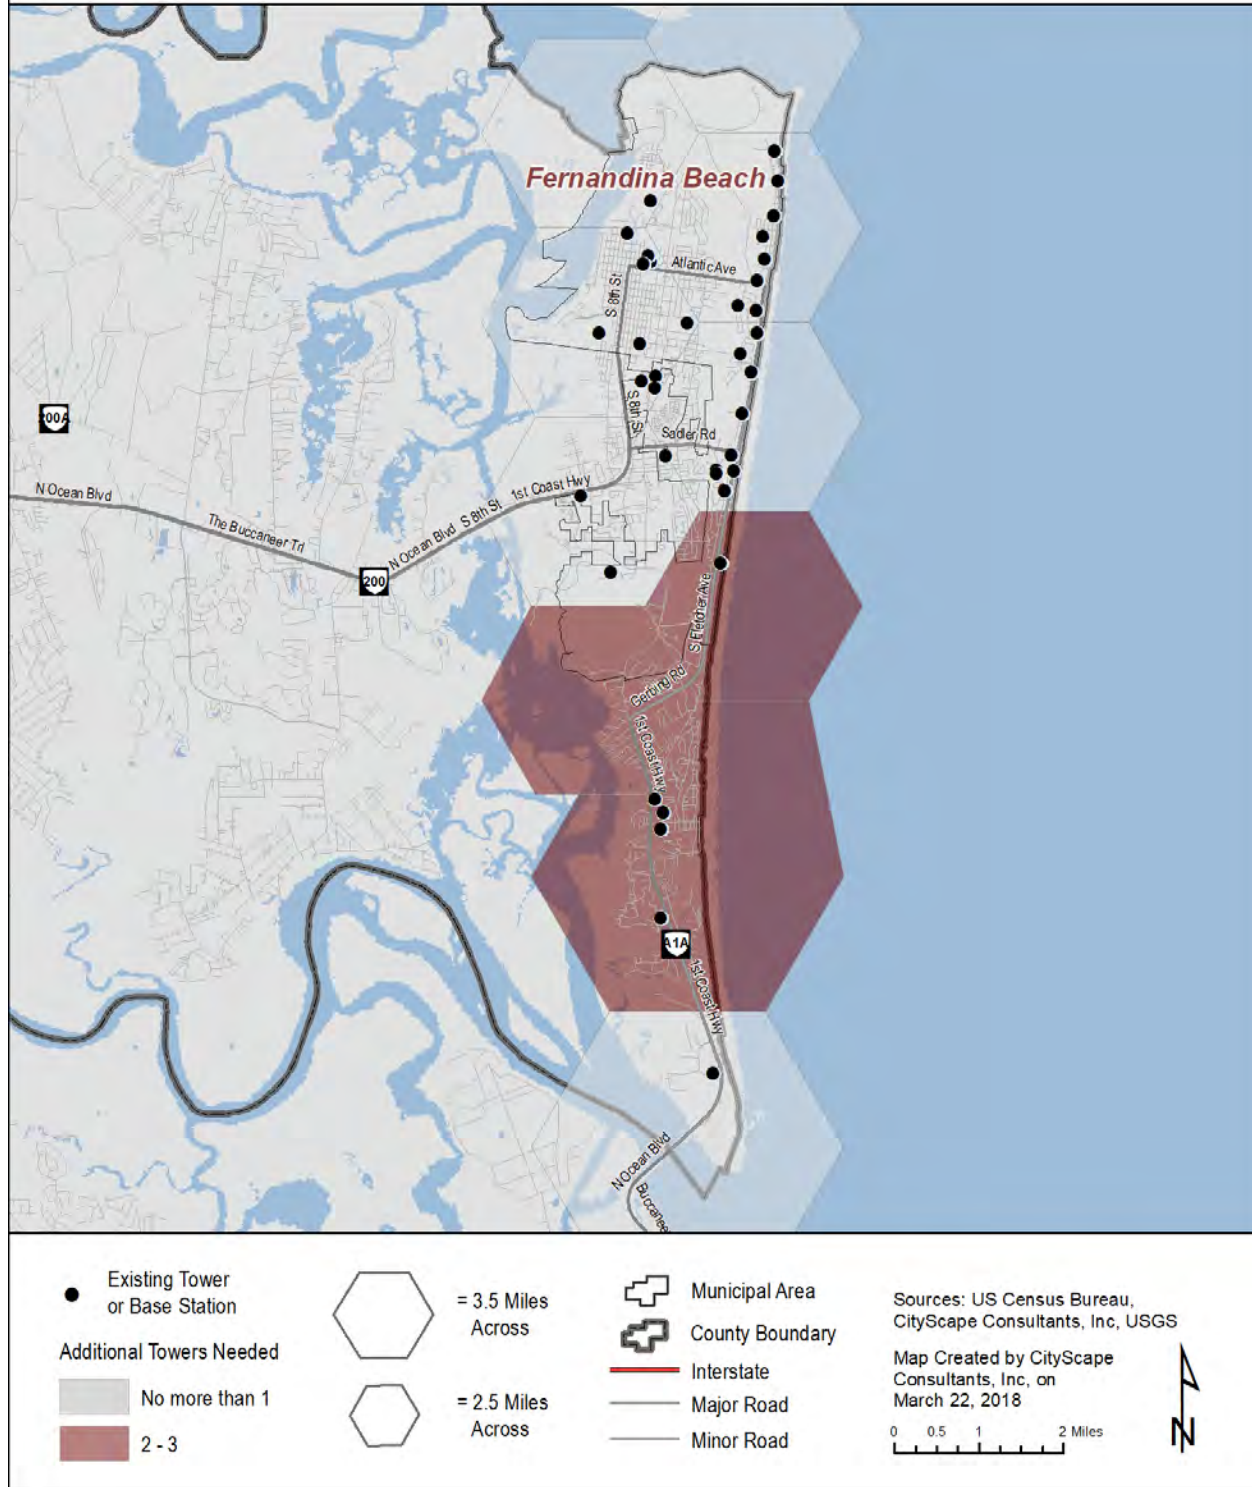 Fernandina Beach
Atlantic Ave
S 8th St
S 8th St
Sadler Rd
200A
N Ocean Blvd
The Buccaneer Trl
200
N Ocean Blvd
S 8th St
1st Coast Hwy
S Fletcher Ave
Gerbing Rd
1st Coast Hwy
A1A
1st Coast Hwy
N Ocean Blvd
Buccanee
Existing Tower
or Base Station
Additional Towers Needed
No more than 1
2 - 3
= 3.5 Miles
Across
= 2.5 Miles
Across
Municipal Area
County Boundary
Interstate
Major Road
Minor Road
Sources: US Census Bureau,
CityScape Consultants, Inc, USGS
Map Created by CityScape
Consultants, Inc, on
March 22, 2018
0 0.5 1 2 Miles
N